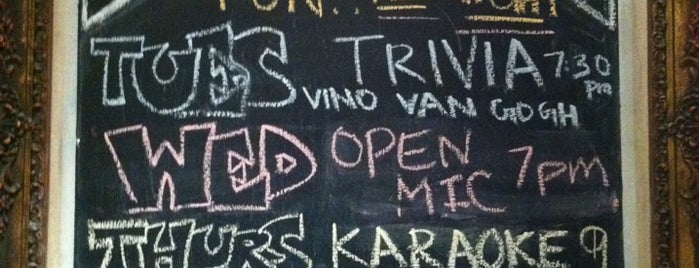 TUES TRIVIA 7:30 pm
VINO VAN GOGH
WED OPEN MIC 7pm
THURS KARAOKE 9